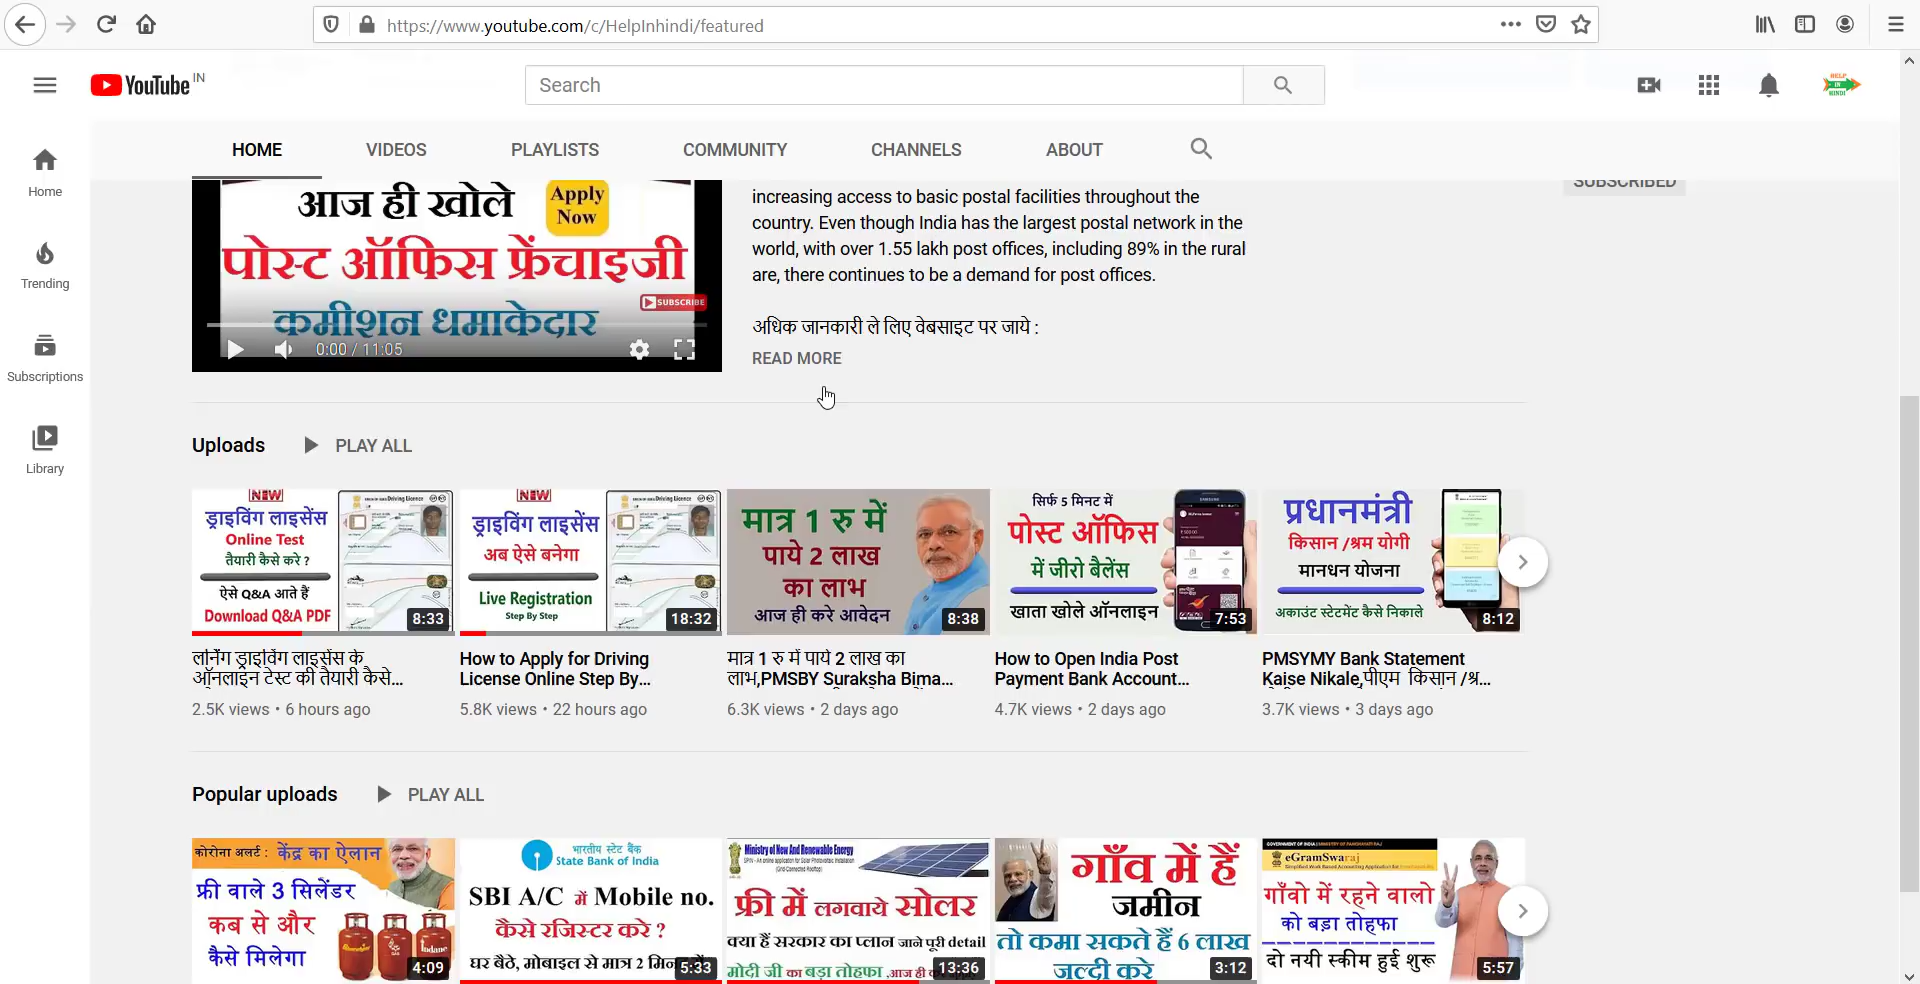 https://www.youtube.com/c/HelpInhindi/featured
YouTube IN
Search
HELP IN HINDI
HOME VIDEOS PLAYLISTS COMMUNITY CHANNELS ABOUT
Home
Trending
Subscriptions
Library
SUBSCRIBED
आज ही खोले
Apply Now
पोस्ट ऑफिस फ्रेंचाइजी
कमीशन धमाकेदार
SUBSCRIBE
0:00 / 11:05
increasing access to basic postal facilities throughout the
country. Even though India has the largest postal network in the
world, with over 1.55 lakh post offices, including 89% in the rural
are, there continues to be a demand for post offices.
अधिक जानकारी ले लिए वेबसाइट पर जाये :
READ MORE
Uploads PLAY ALL
NEW
ड्राइविंग लाइसेंस
Online Test
तैयारी कैसे करे ?
ऐसे Q&A आते हैं
Download Q&A PDF
8:33
NEW
ड्राइविंग लाइसेंस
अब ऐसे बनेगा
Live Registration
Step By Step
18:32
मात्र 1 रु में
पाये 2 लाख
का लाभ
आज ही करे आवेदन
8:38
सिर्फ 5 मिनट में
पोस्ट ऑफिस
में जीरो बैलेंस
खाता खोले ऑनलाइन
7:53
प्रधानमंत्री
किसान /श्रम योगी
मानधन योजना
अकाउंट स्टेटमेंट कैसे निकाले
8:12
लर्निंग ड्राइविंग लाइसेंस के
ऑनलाइन टेस्ट की तैयारी कैसे...
2.5K views • 6 hours ago
How to Apply for Driving
License Online Step By...
5.8K views • 22 hours ago
मात्र 1 रु में पाये 2 लाख का
लाभ,PMSBY Suraksha Bima...
6.3K views • 2 days ago
How to Open India Post
Payment Bank Account...
4.7K views • 2 days ago
PMSYMY Bank Statement
Kaise Nikale,पीएम किसान /श्र...
3.7K views • 3 days ago
Popular uploads PLAY ALL
कोरोना अलर्ट : केंद्र का ऐलान
फ्री वाले 3 सिलेंडर
कब से और
कैसे मिलेगा
Indane
4:09
भारतीय स्टेट बैंक
State Bank of India
SBI A/C में Mobile no.
कैसे रजिस्टर करे ?
घर बैठे, मोबाइल से मात्र 2
5:33
Ministry of New And Renewable Energy
फ्री में लगवाये सोलर
क्या हैं सरकार का प्लान जाने पूरी detail
मोदी जी का बड़ा तोहफा ,आज ही
13:36
गाँव में हैं
जमीन
तो कमा सकते हैं 6 लाख
जल्दी करे
3:12
GOVERNMENT OF INDIA MINISTRY OF PANCHAYATI RAJ
eGramSwaraj
गाँवो में रहने वालो
को बड़ा तोहफा
दो नयी स्कीम हुई शुरू
5:57